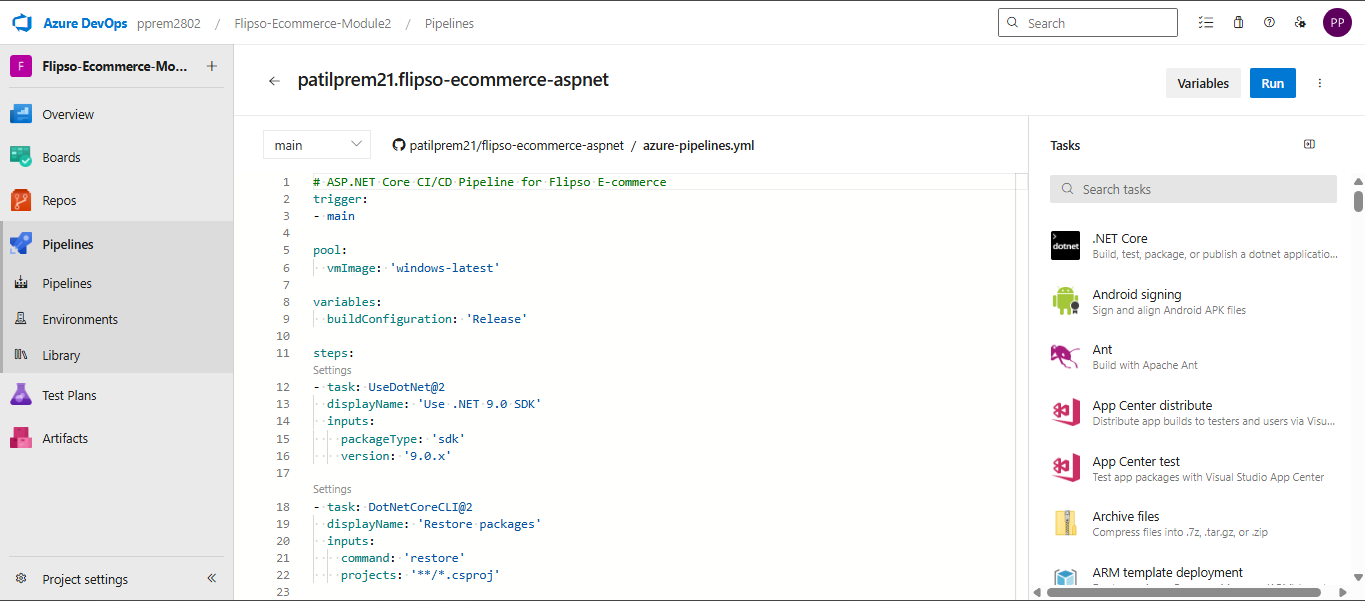 Azure DevOps pprem2802 / Flipso-Ecommerce-Module2 / Pipelines
Search
PP
F Flipso-Ecommerce-Mo... +
Overview
Boards
Repos
Pipelines
Pipelines
Environments
Library
Test Plans
Artifacts
Project settings
patilprem21.flipso-ecommerce-aspnet
Variables
Run
main
patilprem21/flipso-ecommerce-aspnet / azure-pipelines.yml
1 # ASP.NET Core CI/CD Pipeline for Flipso E-commerce
2 trigger:
3 - main
4
5 pool:
6   vmImage: 'windows-latest'
7
8 variables:
9   buildConfiguration: 'Release'
10
11 steps:
Settings
12 - task: UseDotNet@2
13   displayName: 'Use .NET 9.0 SDK'
14   inputs:
15     packageType: 'sdk'
16     version: '9.0.x'
17
Settings
18 - task: DotNetCoreCLI@2
19   displayName: 'Restore packages'
20   inputs:
21     command: 'restore'
22     projects: '**/*.csproj'
23
Tasks
Search tasks
dotnet
.NET Core
Build, test, package, or publish a dotnet applicatio...
Android signing
Sign and align Android APK files
Ant
Build with Apache Ant
App Center distribute
Distribute app builds to testers and users via Visu...
App Center test
Test app packages with Visual Studio App Center
Archive files
Compress files into .7z, .tar.gz, or .zip
ARM template deployment